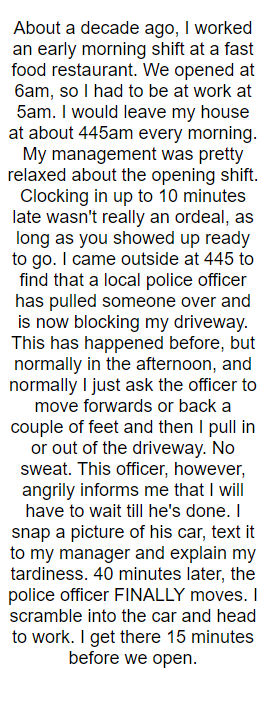 About a decade ago, I worked
an early morning shift at a fast
food restaurant. We opened at
6am, so I had to be at work at
5am. I would leave my house
at about 445am every morning.
My management was pretty
relaxed about the opening shift.
Clocking in up to 10 minutes
late wasn't really an ordeal, as
long as you showed up ready
to go. I came outside at 445 to
find that a local police officer
has pulled someone over and
is now blocking my driveway.
This has happened before, but
normally in the afternoon, and
normally I just ask the officer to
move forwards or back a
couple of feet and then I pull in
or out of the driveway. No
sweat. This officer, however,
angrily informs me that I will
have to wait till he's done. I
snap a picture of his car, text it
to my manager and explain my
tardiness. 40 minutes later, the
police officer FINALLY moves. I
scramble into the car and head
to work. I get there 15 minutes
before we open.